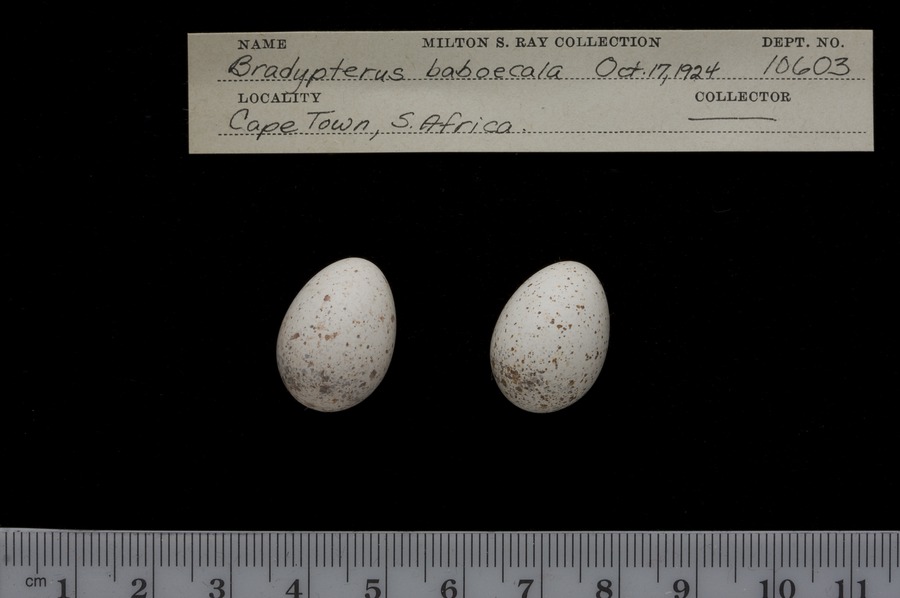 NAME MILTON S. RAY COLLECTION DEPT. NO.
Bradypterus baboecala Oct. 17, 1924 10603
LOCALITY COLLECTOR
Cape Town, S. Africa.
cm 1 2 3 4 5 6 7 8 9 10 11